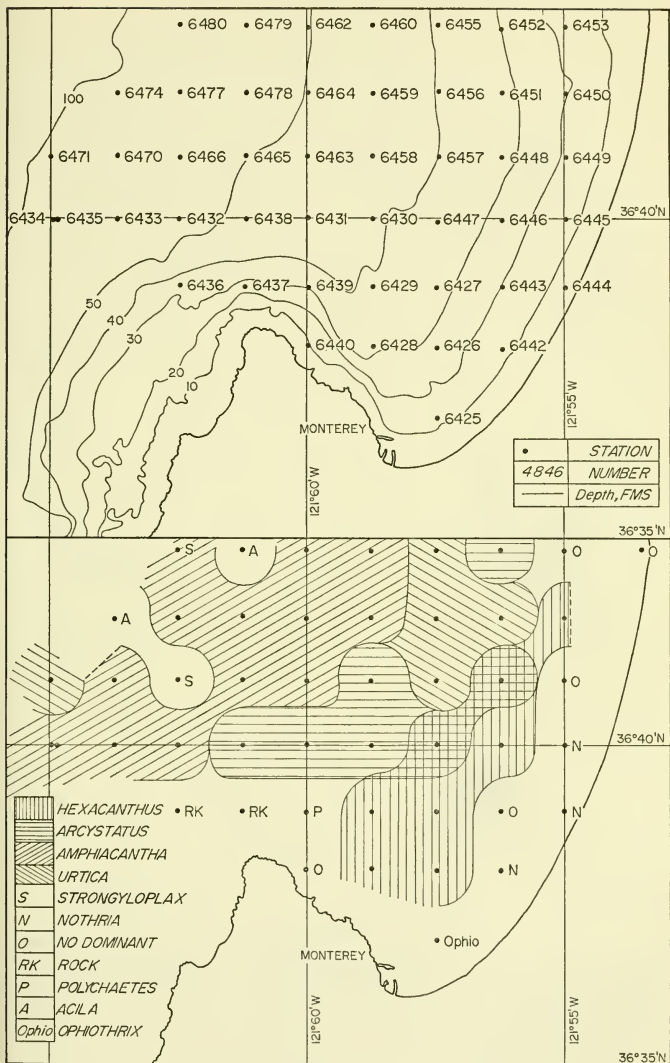 6480 6479 6462 6460 6455 6452 6453
100
6474 6477 6478 6464 6459 6456 6451 6450
6471 6470 6466 6465 6463 6458 6457 6448 6449
6434 6435 6433 6432 6438 6431 6430 6447 6446 6445 36°40'N
6436 6437 6439 6429 6427 6443 6444
50
40
30
20
10
6440 6428 6426 6442
6425
MONTEREY
121°60'W
121°55'W
• STATION
4846 NUMBER
Depth, FMS
36°35'N
S A O O
A
S O
N 36°40'N
RK RK P O N
O N
Ophio
MONTEREY
HEXACANTHUS
ARCYSTATUS
AMPHIACANTHA
URTICA
S STRONGYLOPLAX
N NOTHRIA
O NO DOMINANT
RK ROCK
P POLYCHAETES
A ACILA
Ophio OPHIOTHRIX
121°60'W
121°55'W
36°35'N